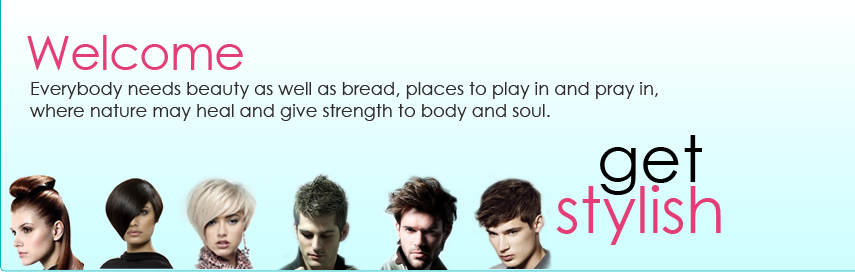 Welcome
Everybody needs beauty as well as bread, places to play in and pray in,
where nature may heal and give strength to body and soul.
get
stylish